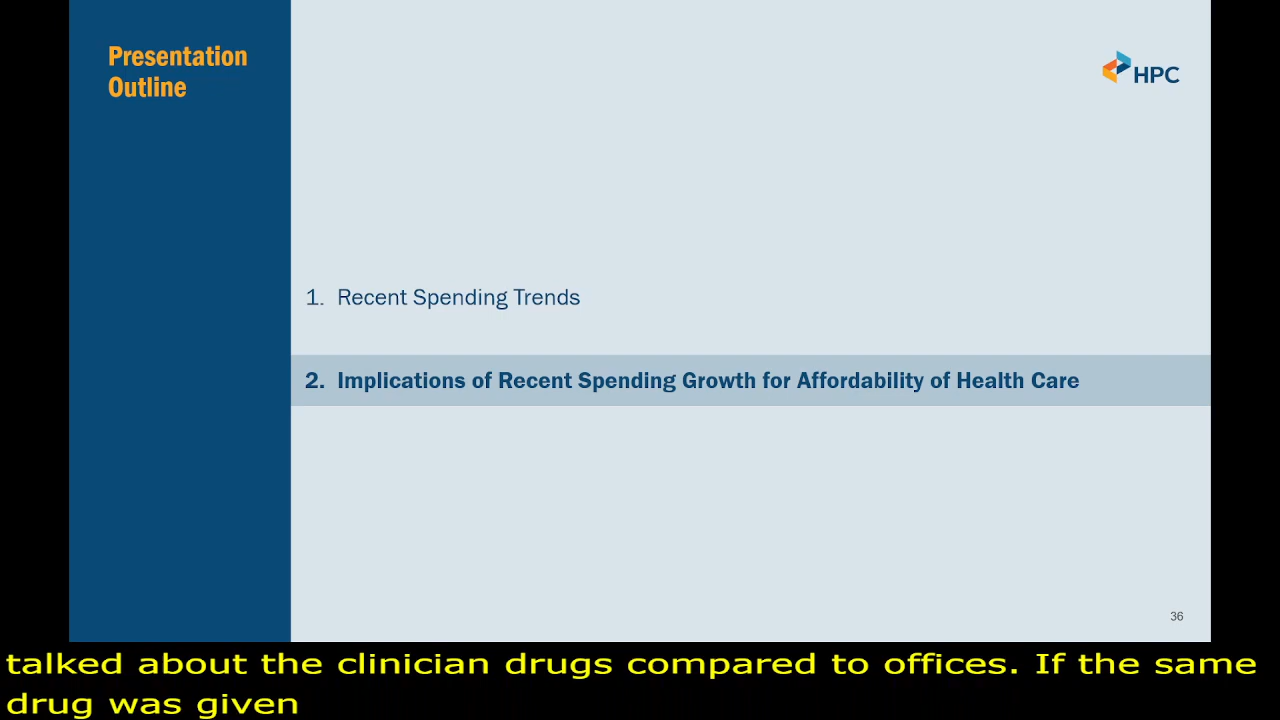 Presentation
Outline
HPC
1. Recent Spending Trends
2. Implications of Recent Spending Growth for Affordability of Health Care
36
talked about the clinician drugs compared to offices. If the same
drug was given